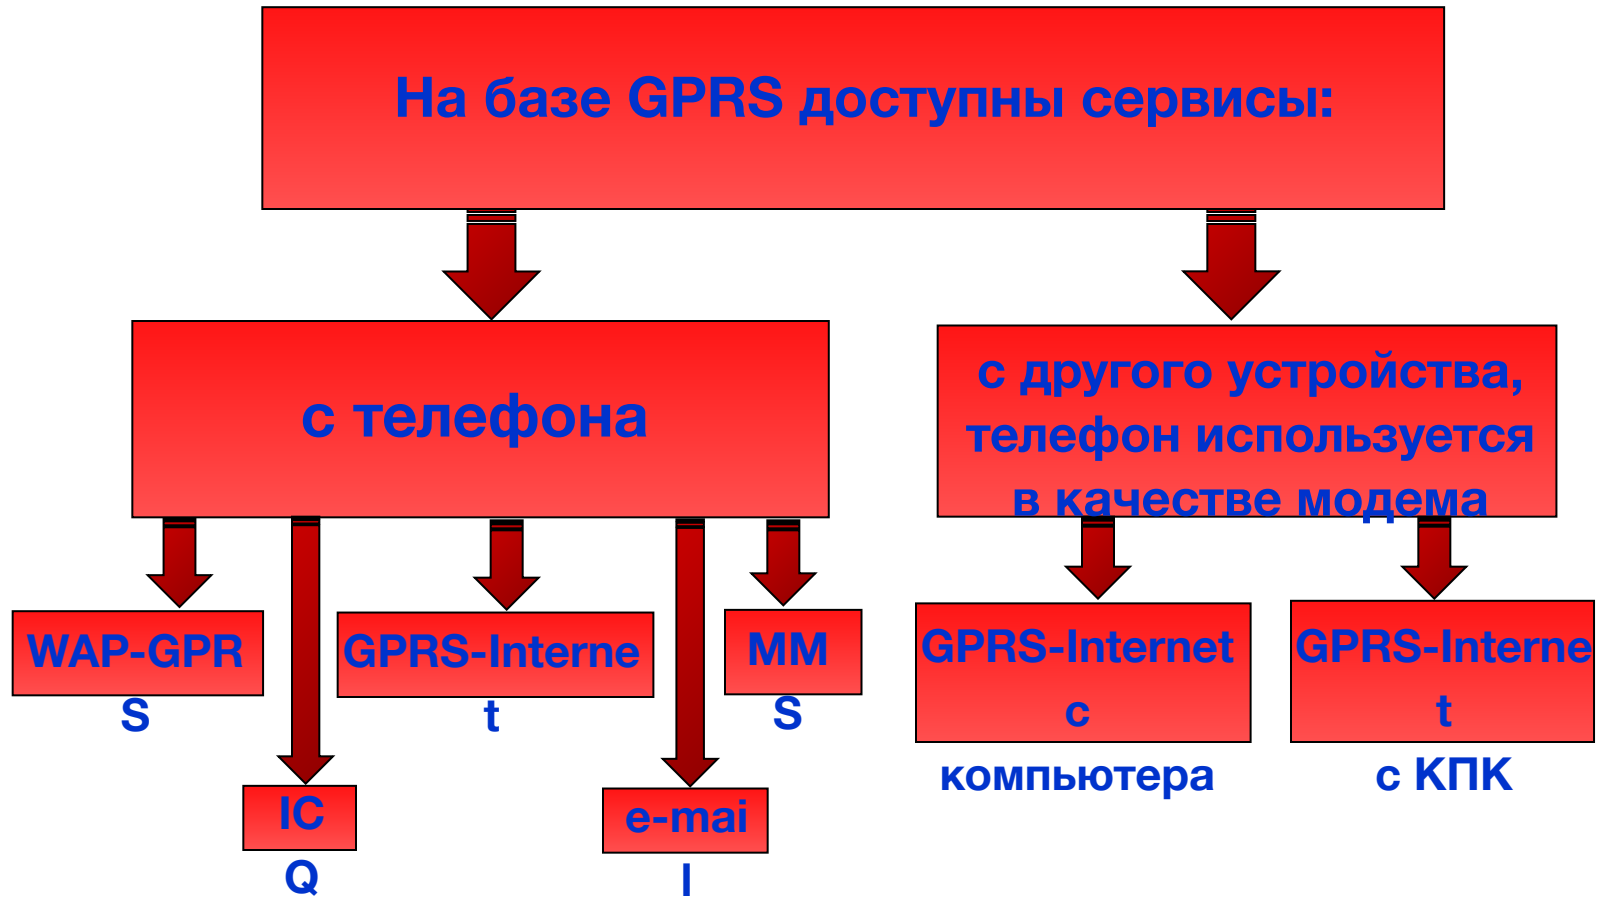 На базе GPRS доступны сервисы:
с телефона
с другого устройства,
телефон используется
в качестве модема
WAP-GPR
S
IC
Q
GPRS-Interne
t
e-mai
l
MM
S
GPRS-Internet
с
компьютера
GPRS-Interne
t
с КПК